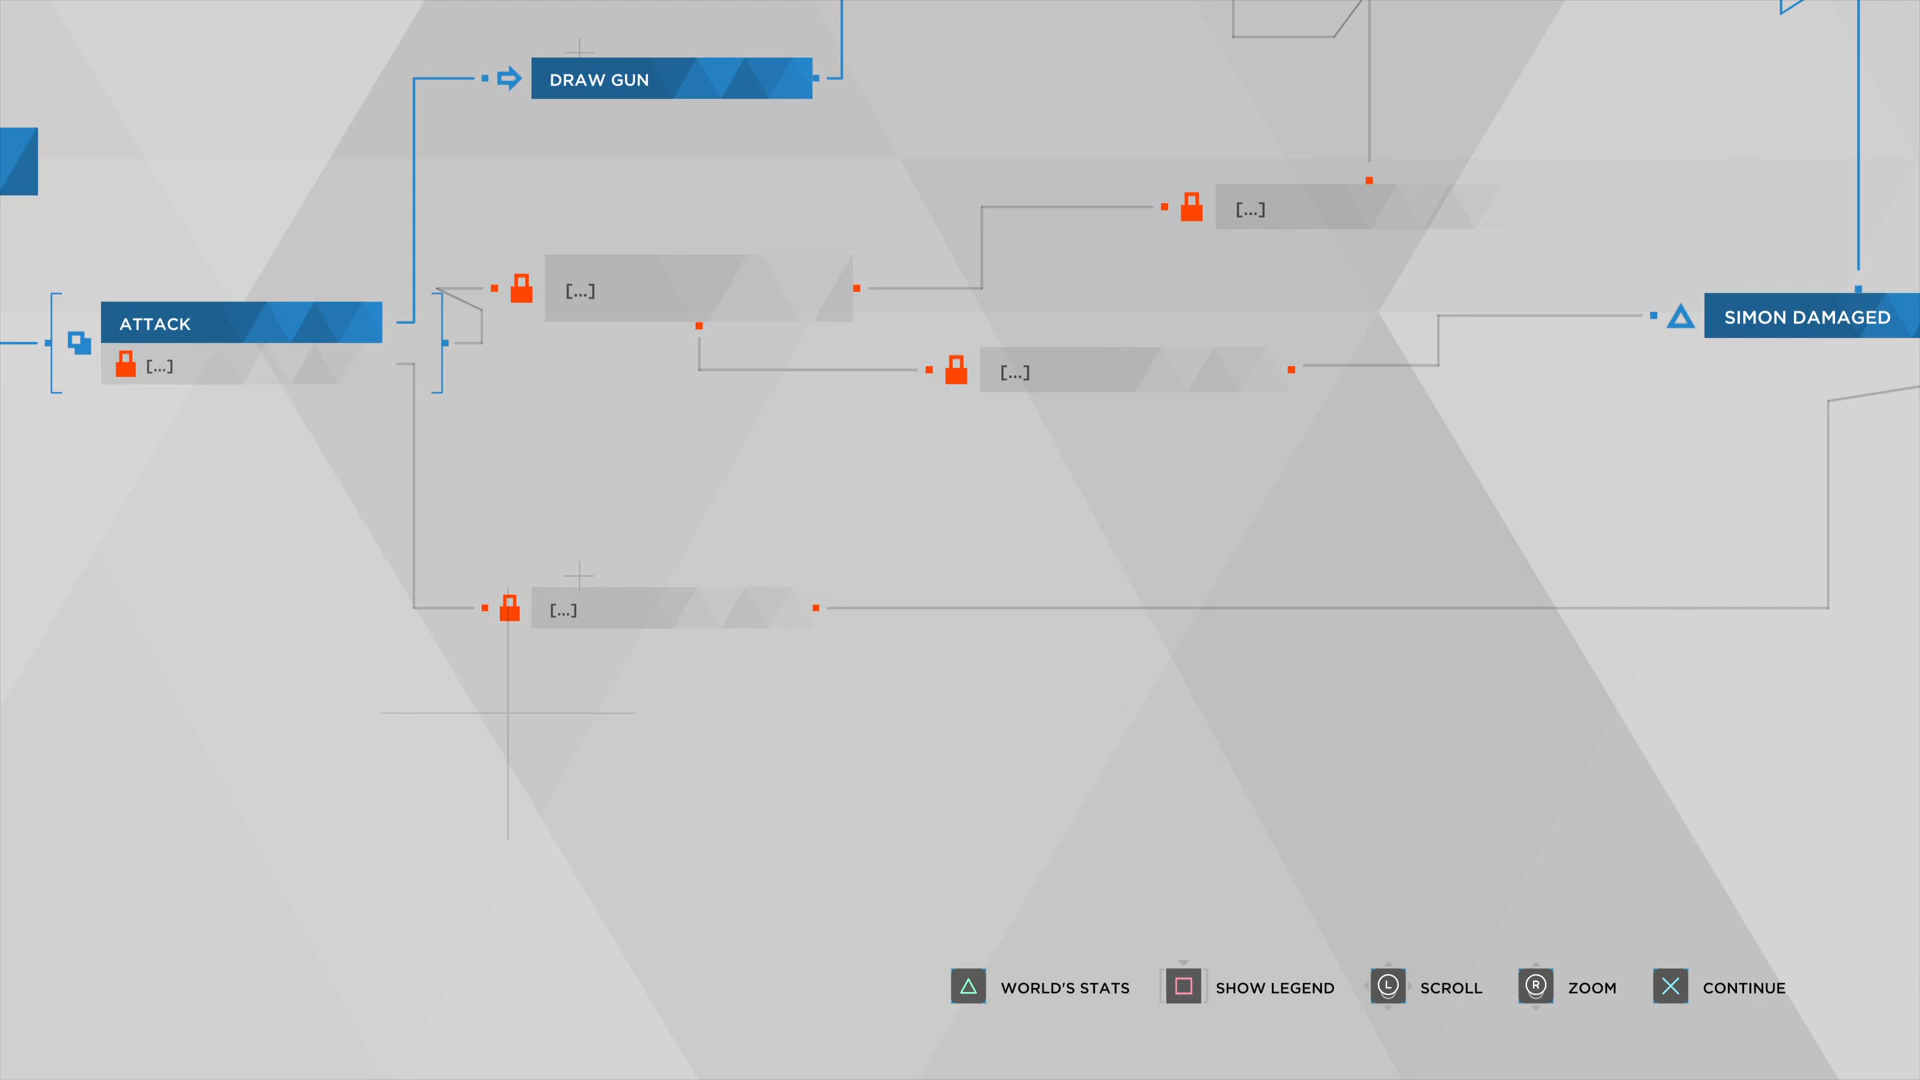 DRAW GUN
[...]
[...]
ATTACK
SIMON DAMAGED
[...]
[...]
[...]
WORLD'S STATS
SHOW LEGEND
L
SCROLL
R
ZOOM
CONTINUE